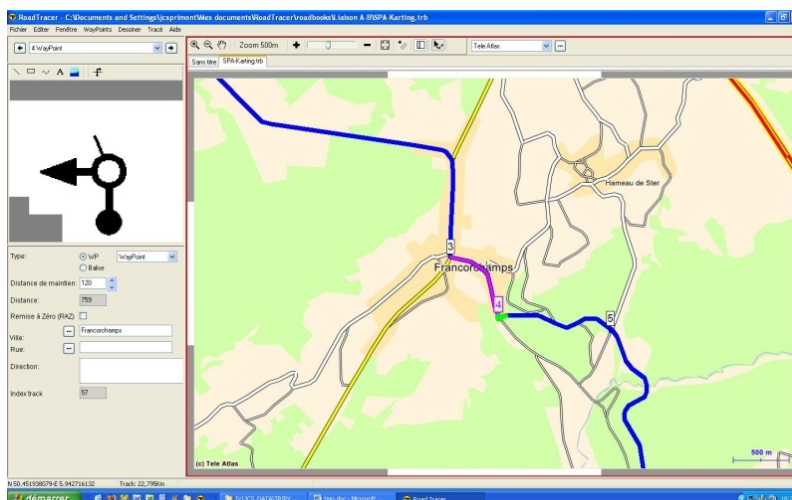 RoadTracer - C:\Documents and Settings\jcsprimont\Mes documents\RoadTracer\roadbooks\Liaison A-B\SPA-Karting.trb
Fichier Editer Fenêtre WayPoints Dessiner Tracé Aide
4 WayPoint
Zoom 500m
Tele Atlas
Sans titre SPA-Karting.trb
A
3
Hameau de Ster
Francorchamps
4
5
Type: WP WayPoint
Balise
Distance de maintien: 120
Distance: 759
Remise à Zéro (RAZ)
Ville: Francorchamps
Rue:
Direction:
Index track 57
500 m
(c) Tele Atlas
N 50.451938079-E 5.942716132 Track: 22,795Km
démarrer
Road Tracer